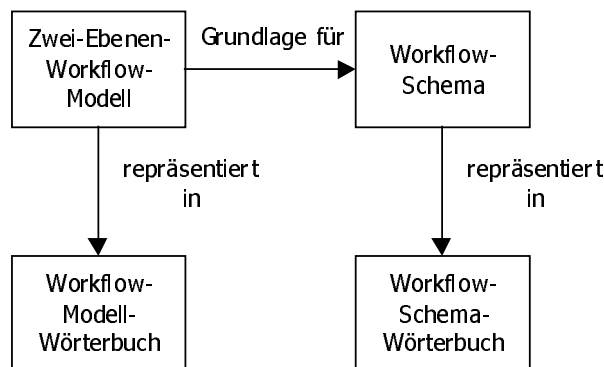 Zwei-Ebenen-
Workflow-
Modell
Grundlage für
Workflow-
Schema
repräsentiert
in
repräsentiert
in
Workflow-
Modell-
Wörterbuch
Workflow-
Schema-
Wörterbuch